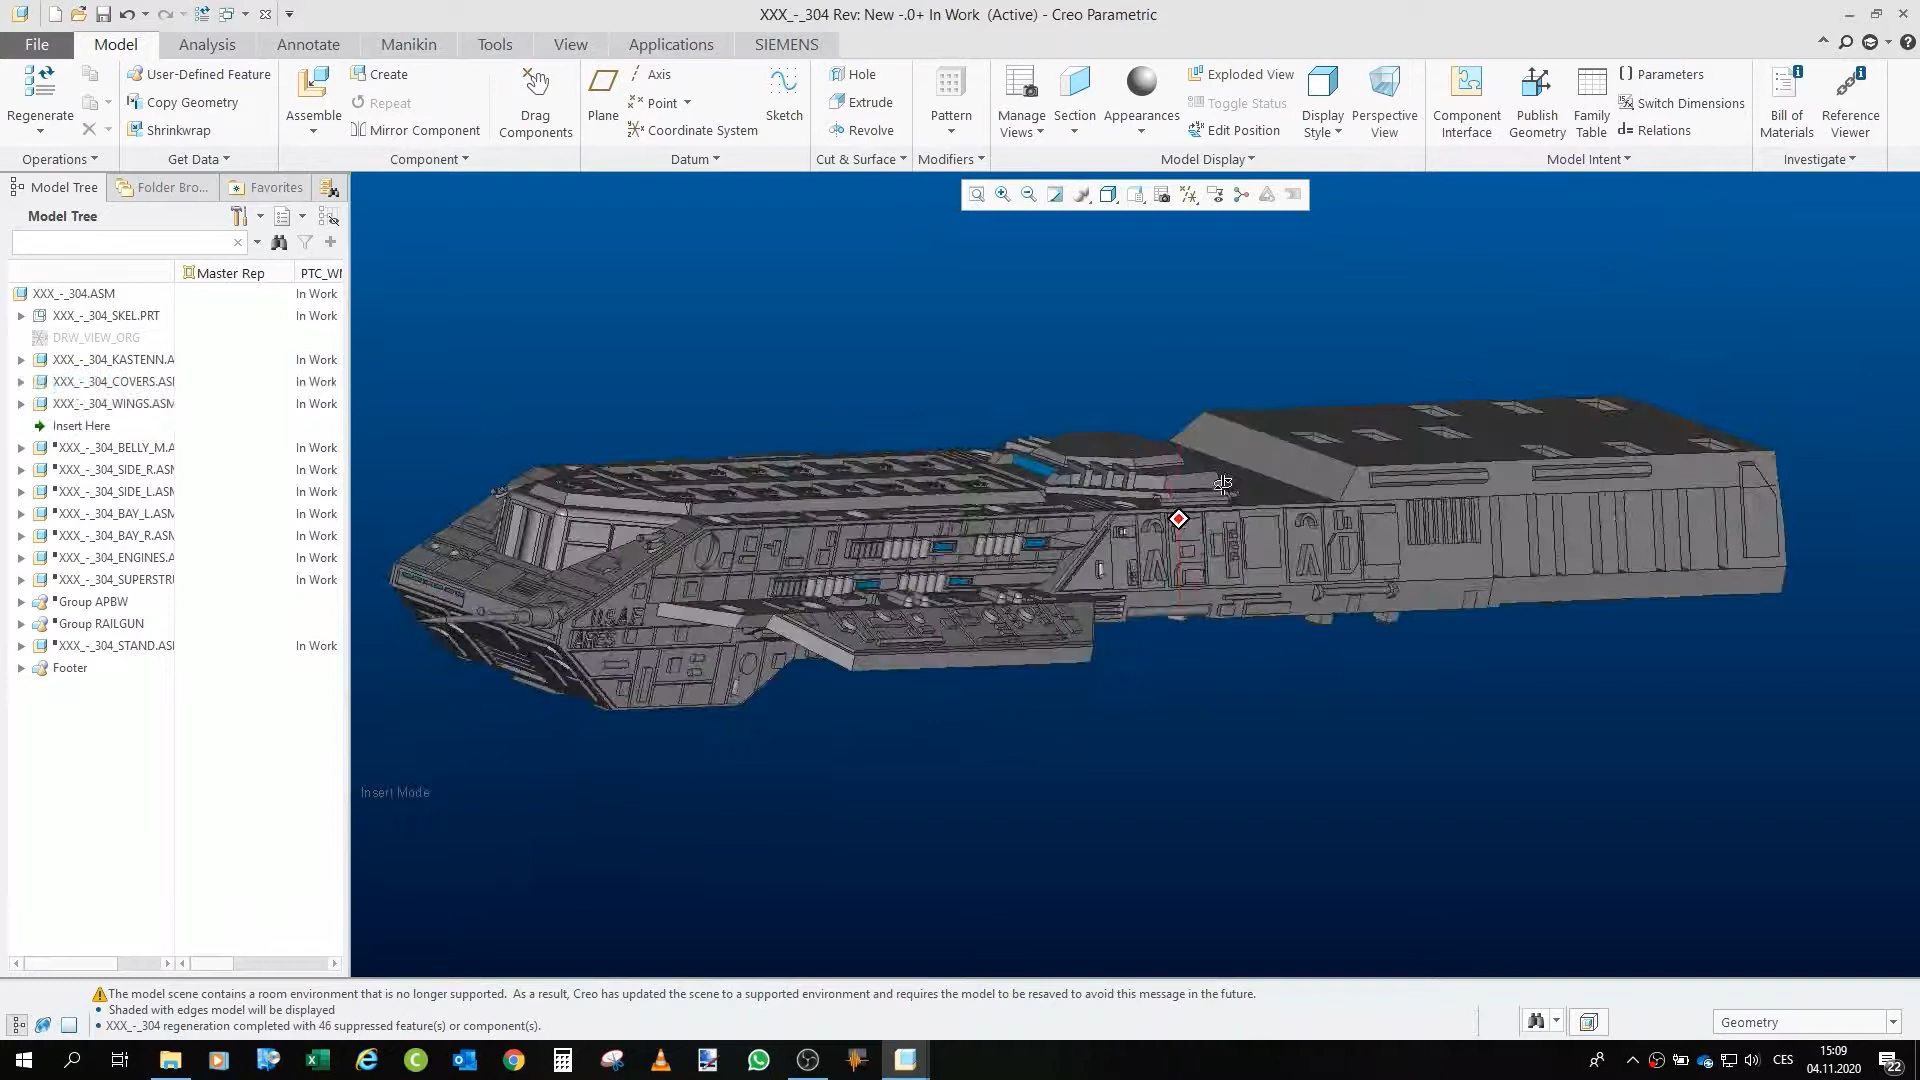 XXX_-_304 Rev: New -.0+ In Work (Active) - Creo Parametric
File Model Analysis Annotate Manikin Tools View Applications SIEMENS
Regenerate
Operations
User-Defined Feature
Copy Geometry
Shrinkwrap
Get Data
Assemble
Create
Repeat
Mirror Component
Component
Drag
Components
Plane
Axis
Point
Coordinate System
Sketch
Datum
Hole
Extrude
Revolve
Cut & Surface
Pattern
Modifiers
Manage
Views
Section
Appearances
Exploded View
Toggle Status
Edit Position
Display
Style
Perspective
View
Model Display
Component
Interface
Publish
Geometry
Family
Table
Parameters
Switch Dimensions
d= Relations
Model Intent
Bill of
Materials
Reference
Viewer
Investigate
Model Tree Folder Bro... Favorites
Model Tree
Master Rep PTC_WM
XXX_-_304.ASM In Work
XXX_-_304_SKEL.PRT In Work
DRW_VIEW_ORG
XXX_-_304_KASTENN.A In Work
XXX_-_304_COVERS.ASM In Work
XXX_-_304_WINGS.ASM In Work
Insert Here
XXX_-_304_BELLY_M.A In Work
XXX_-_304_SIDE_R.ASM In Work
XXX_-_304_SIDE_L.ASM In Work
XXX_-_304_BAY_L.ASM In Work
XXX_-_304_BAY_R.ASM In Work
XXX_-_304_ENGINES.A In Work
XXX_-_304_SUPERSTRU In Work
Group APBW
Group RAILGUN
XXX_-_304_STAND.ASM In Work
Footer
Insert Mode
The model scene contains a room environment that is no longer supported. As a result, Creo has updated the scene to a supported environment and requires the model to be resaved to avoid this message in the future.
• Shaded with edges model will be displayed
• XXX_-_304 regeneration completed with 46 suppressed feature(s) or component(s).
Geometry
CES
15:09
04.11.2020
22